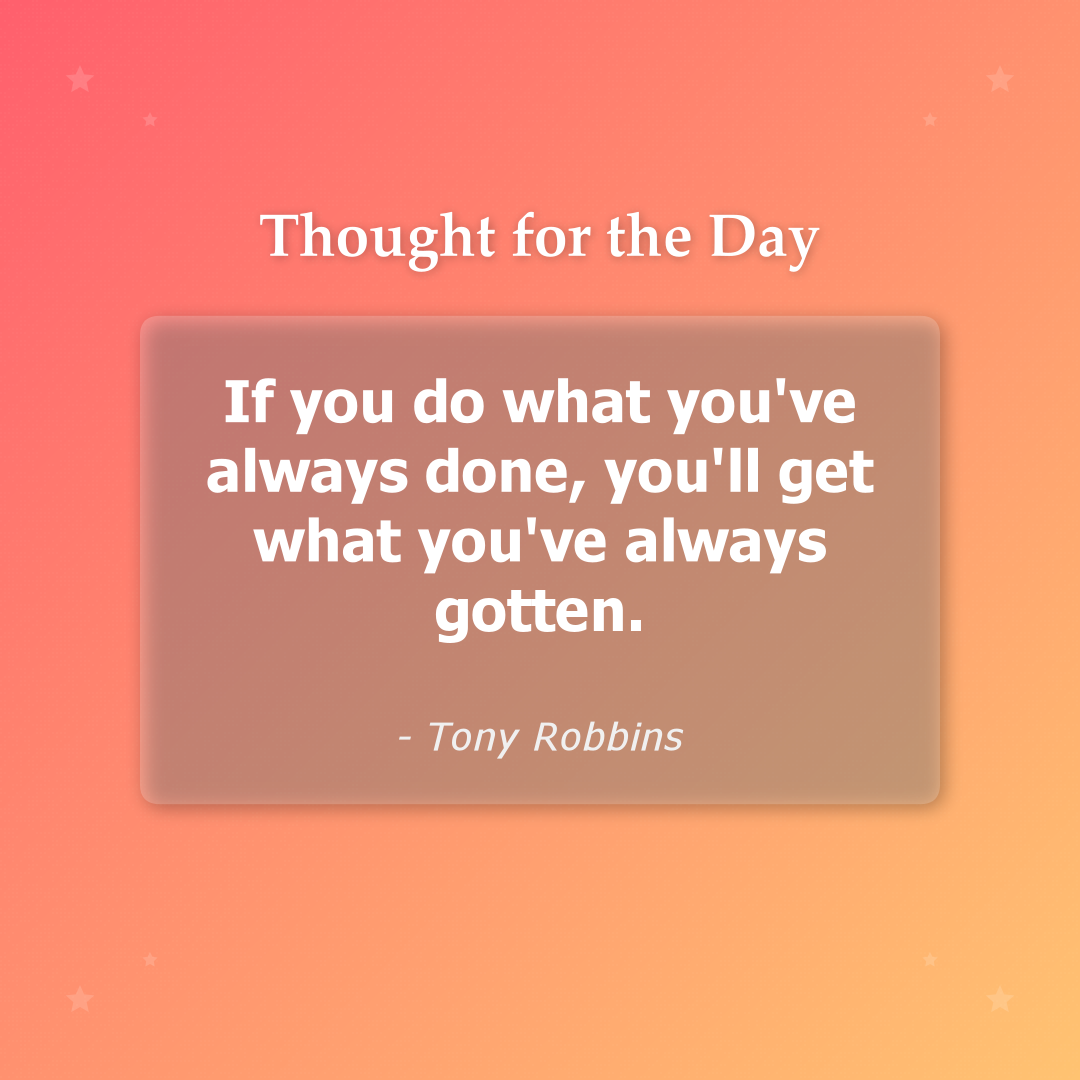 Thought for the Day
If you do what you've
always done, you'll get
what you've always
gotten.
- Tony Robbins